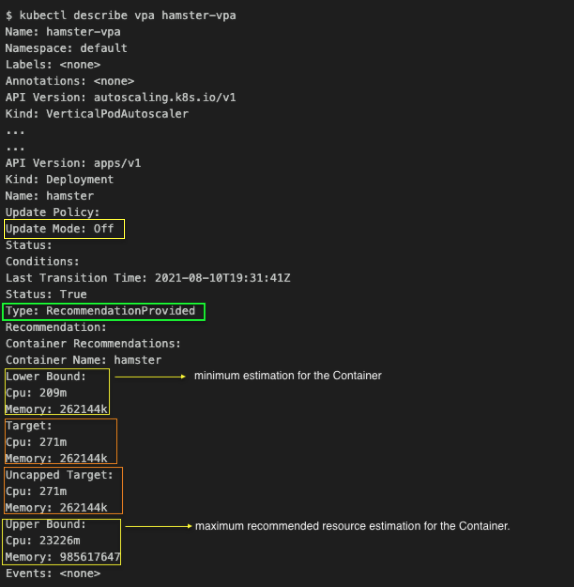 $ kubectl describe vpa hamster-vpa
Name: hamster-vpa
Namespace: default
Labels: <none>
Annotations: <none>
API Version: autoscaling.k8s.io/v1
Kind: VerticalPodAutoscaler
...
...
API Version: apps/v1
Kind: Deployment
Name: hamster
Update Policy:
Update Mode: Off
Status:
Conditions:
Last Transition Time: 2021-08-10T19:31:41Z
Status: True
Type: RecommendationProvided
Recommendation:
Container Recommendations:
Container Name: hamster
Lower Bound: minimum estimation for the Container
Cpu: 209m
Memory: 262144k
Target:
Cpu: 271m
Memory: 262144k
Uncapped Target:
Cpu: 271m
Memory: 262144k
Upper Bound: maximum recommended resource estimation for the Container.
Cpu: 23226m
Memory: 985617647
Events: <none>